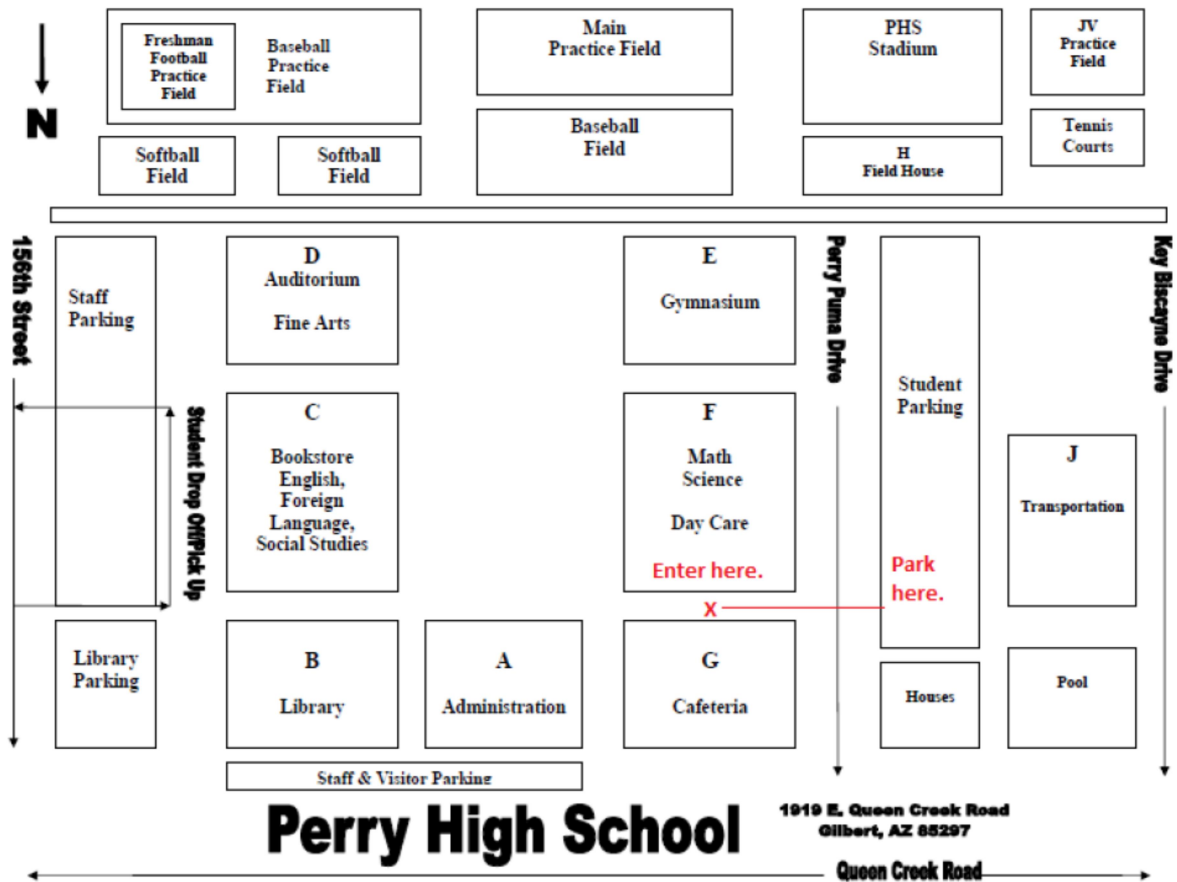 N
Freshman
Football
Practice
Field
Baseball
Practice
Field
Main
Practice Field
PHS
Stadium
JV
Practice
Field
Softball
Field
Softball
Field
Baseball
Field
H
Field House
Tennis
Courts
156th Street
Staff
Parking
Student Drop Off/Pick Up
D
Auditorium
Fine Arts
E
Gymnasium
Perry Puma Drive
Student
Parking
Key Biscayne Drive
C
Bookstore
English,
Foreign
Language,
Social Studies
F
Math
Science
Day Care
Enter here.
X
Park
here.
J
Transportation
Library
Parking
B
Library
A
Administration
G
Cafeteria
Houses
Pool
Staff & Visitor Parking
Perry High School
1919 E. Queen Creek Road
Gilbert, AZ 85297
Queen Creek Road